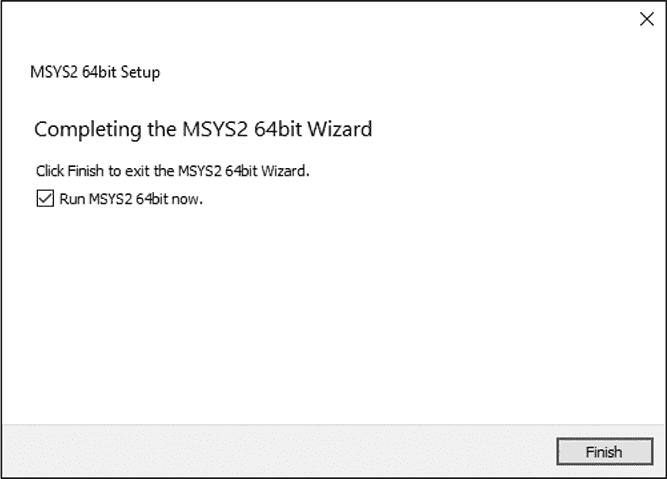 MSYS2 64bit Setup
Completing the MSYS2 64bit Wizard
Click Finish to exit the MSYS2 64bit Wizard.
Run MSYS2 64bit now.
Finish